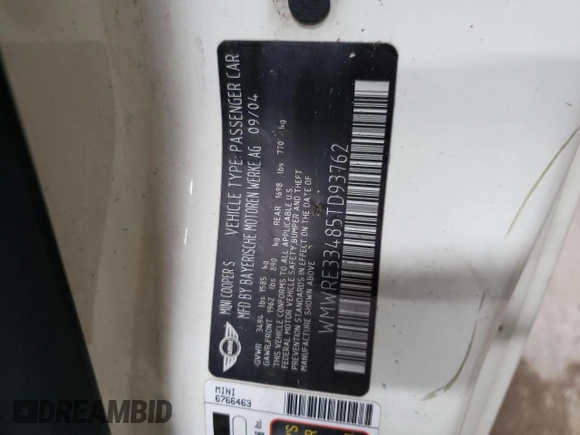 MINI COOPER S VEHICLE TYPE: PASSENGER CAR
MFD BY BAYERISCHE MOTOREN WERKE AG 09/04
GVWR 3494 lbs 1585 kg
GAWR,FRONT 1962 lbs 890 kg REAR 1698 lbs 770 kg
THIS VEHICLE CONFORMS TO ALL APPLICABLE U.S.
FEDERAL MOTOR VEHICLE SAFETY,BUMPER AND THEFT
PREVENTION STANDARDS IN EFFECT ON THE DATE OF
MANUFACTURE SHOWN ABOVE.
WMWRE33485TD93762
MINI
6766463
lbs.
DREAMBID